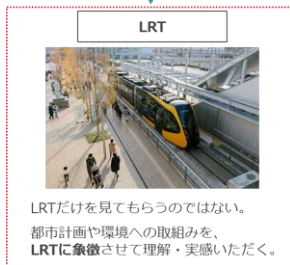 LRT
LRTだけを見てもらうのではない。
都市計画や環境への取組みを、
LRTに象徴させて理解・実感いただく。